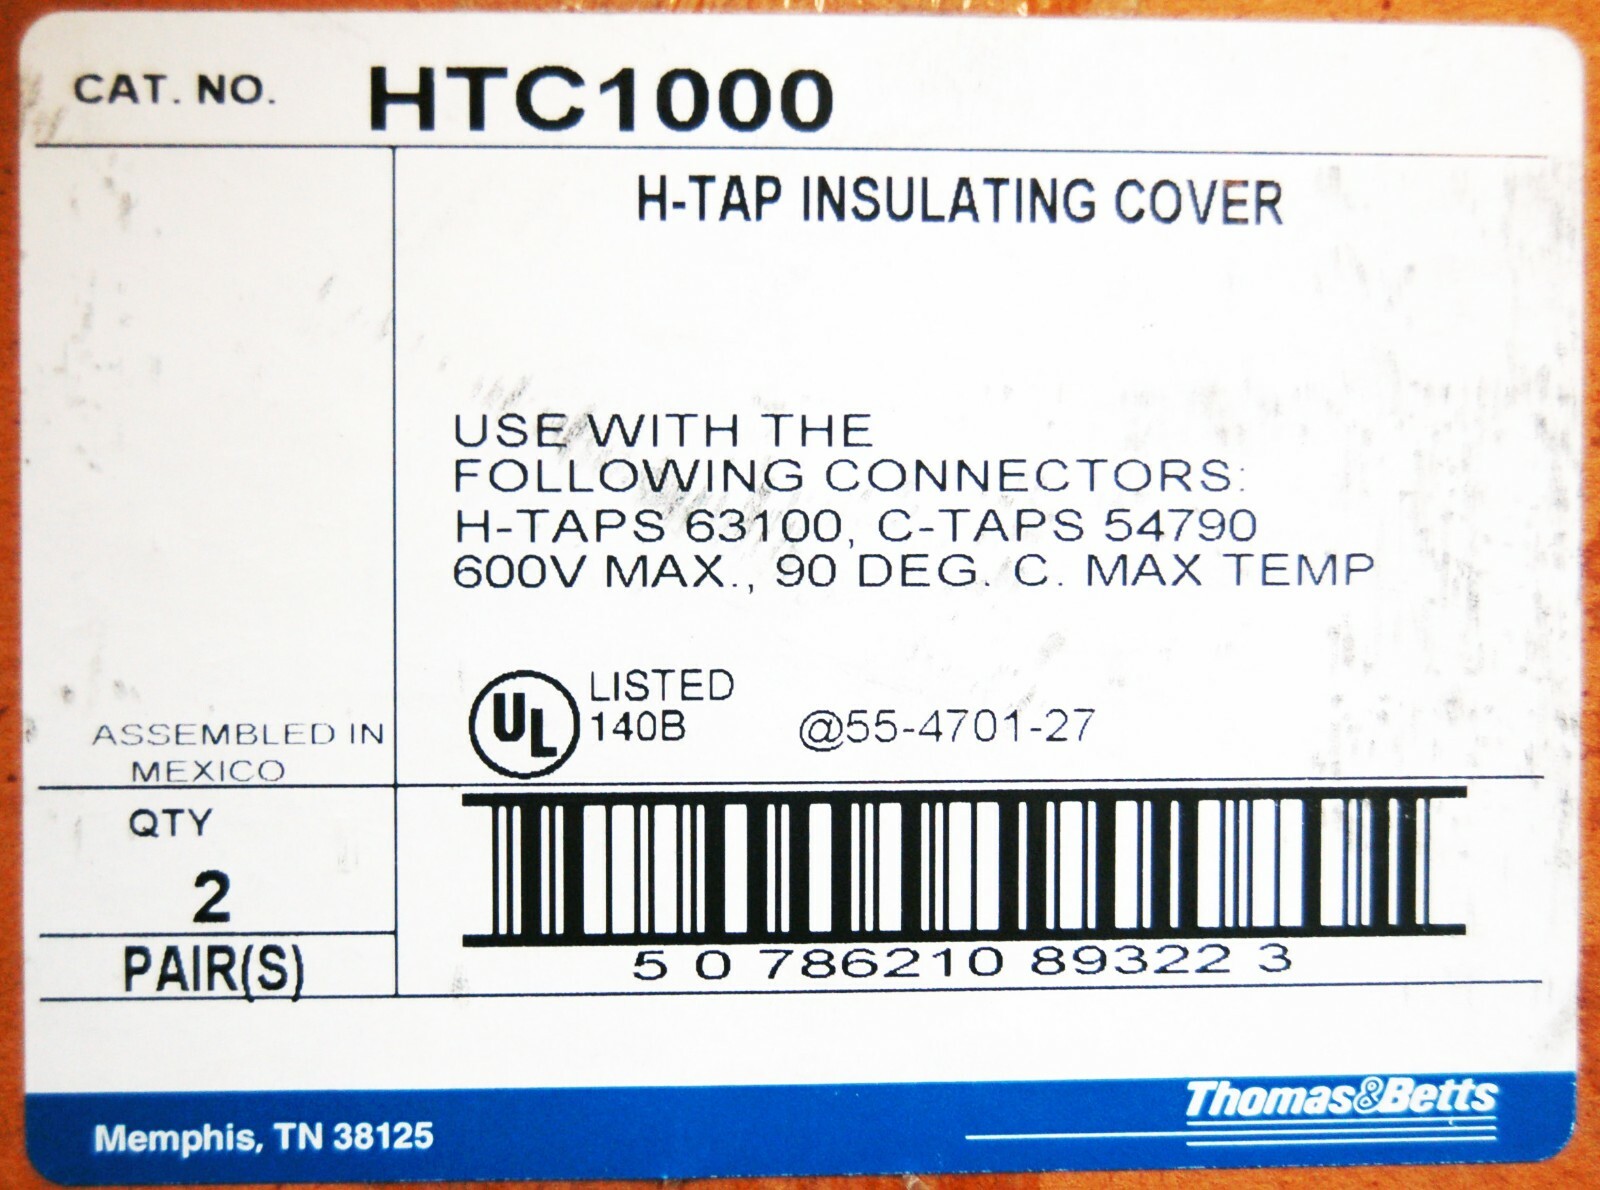 CAT. NO. HTC1000
H-TAP INSULATING COVER
USE WITH THE
FOLLOWING CONNECTORS:
H-TAPS 63100, C-TAPS 54790
600V MAX., 90 DEG. C. MAX TEMP
UL LISTED
140B @55-4701-27
ASSEMBLED IN
MEXICO
QTY
2
PAIR(S)
5 0 786210 89322 3
Thomas&Betts
Memphis, TN 38125